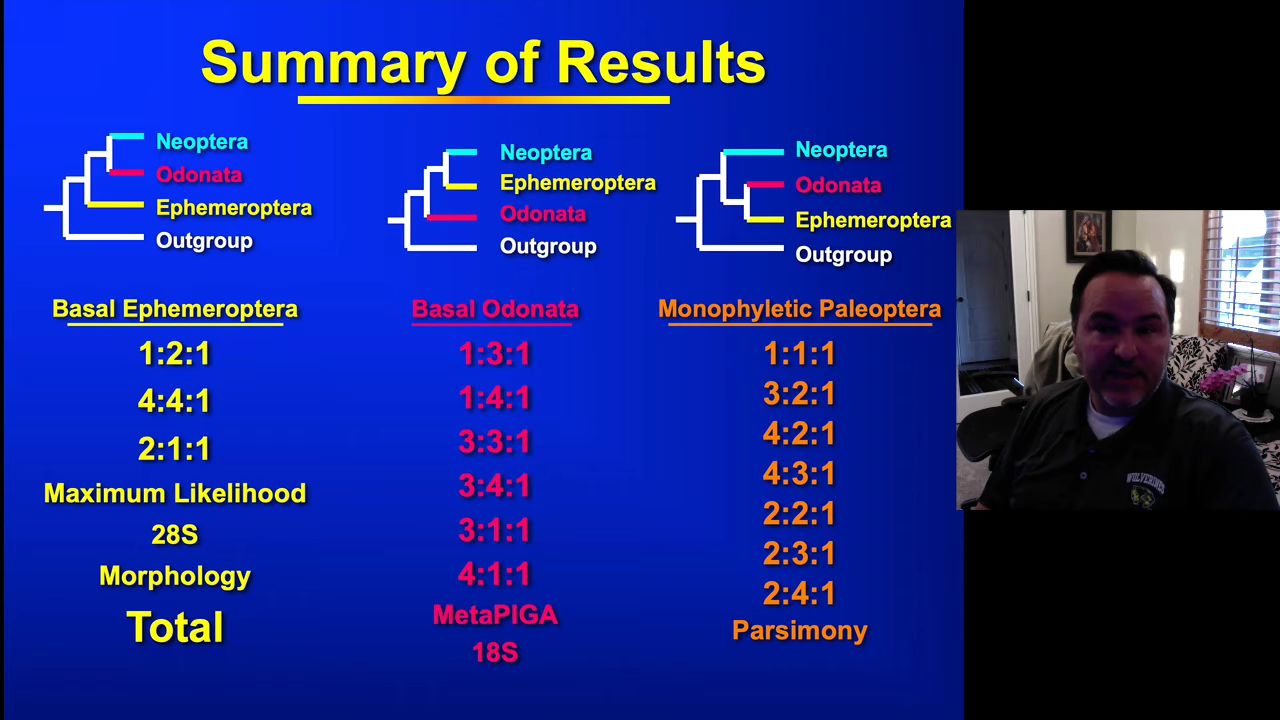 Summary of Results
Neoptera
Odonata
Ephemeroptera
Outgroup
Neoptera
Ephemeroptera
Odonata
Outgroup
Neoptera
Odonata
Ephemeroptera
Outgroup
Basal Ephemeroptera
1:2:1
4:4:1
2:1:1
Maximum Likelihood
28S
Morphology
Total
Basal Odonata
1:3:1
1:4:1
3:3:1
3:4:1
3:1:1
4:1:1
MetaPIGA
18S
Monophyletic Paleoptera
1:1:1
3:2:1
4:2:1
4:3:1
2:2:1
2:3:1
2:4:1
Parsimony
WOLVERINES